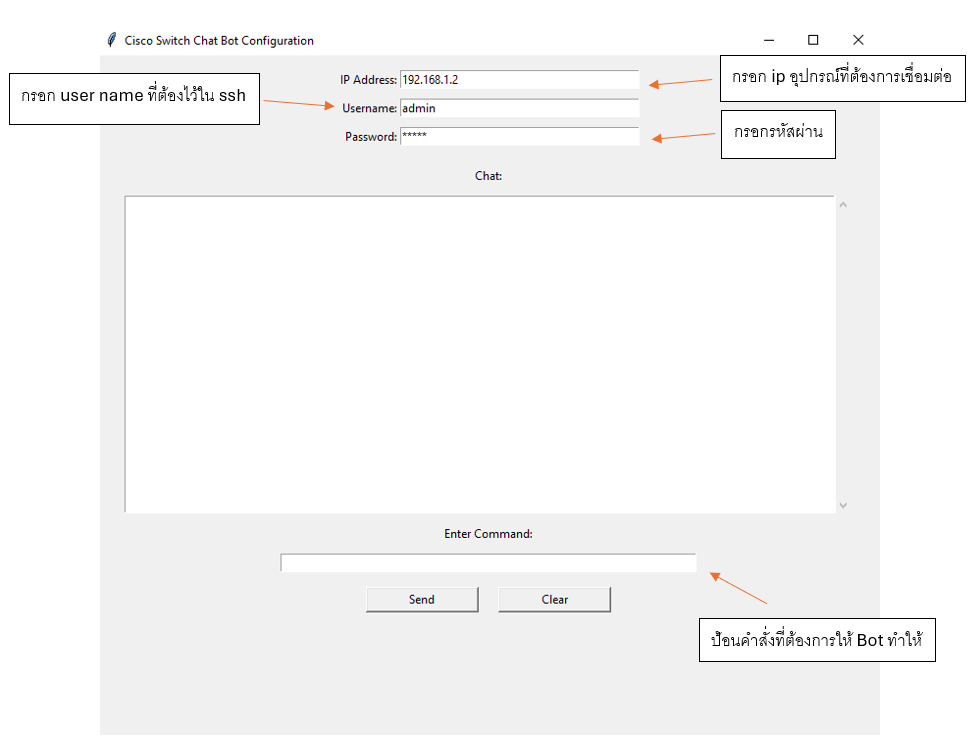 Cisco Switch Chat Bot Configuration
IP Address: 192.168.1.2
กรอก ip อุปกรณ์ที่ต้องการเชื่อมต่อ
กรอก user name ที่ต้องไว้ใน ssh
Username: admin
Password: *****
กรอกรหัสผ่าน
Chat:
Enter Command:
Send
Clear
ป้อนคำสั่งที่ต้องการให้ Bot ทำให้